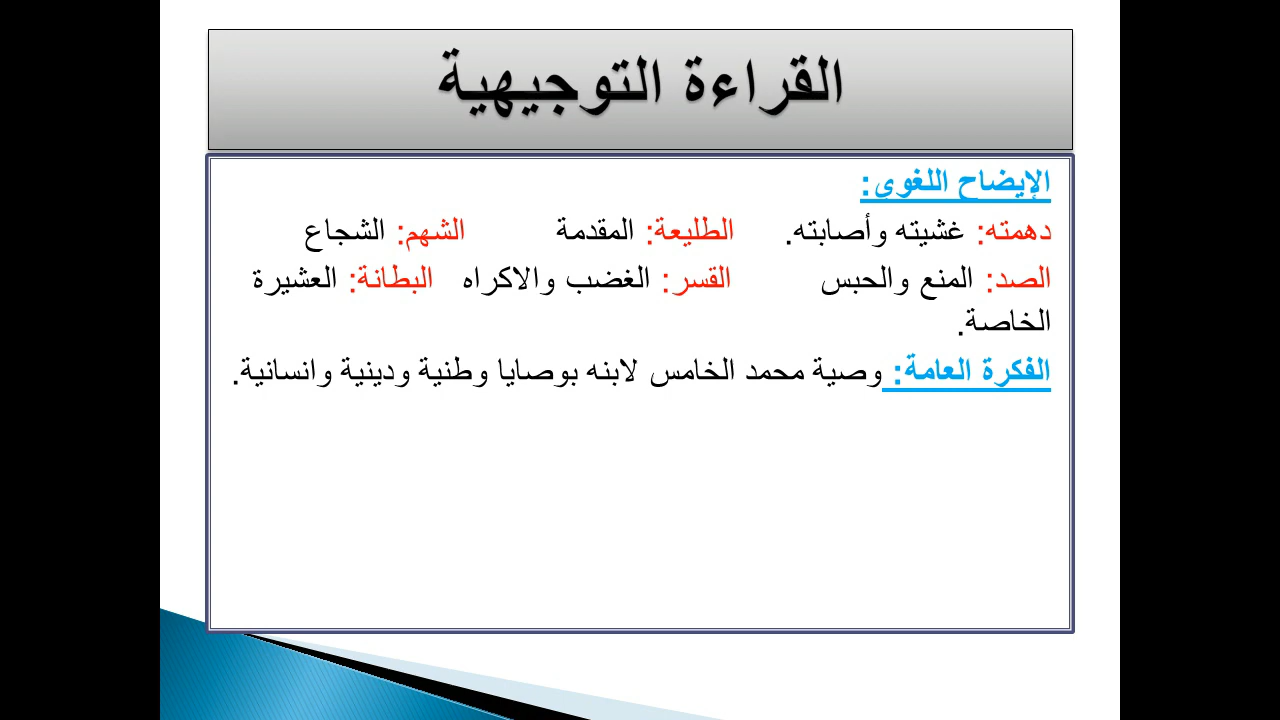 القراءة التوجيهية
الإيضاح اللغوي:
دهمته: غشيته وأصابته. الطليعة: المقدمة الشهم: الشجاع
الصد: المنع والحبس القسر: الغضب والاكراه البطانة: العشيرة
الخاصة.
الفكرة العامة: وصية محمد الخامس لابنه بوصايا وطنية ودينية وانسانية.